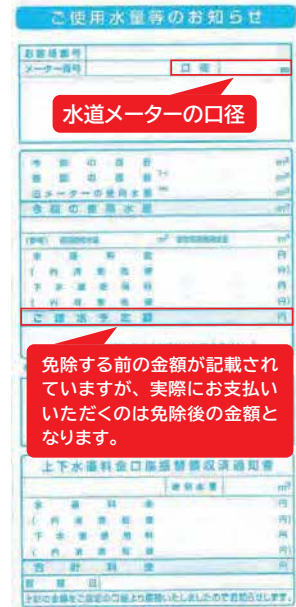 ご使用水量等のお知らせ
お客様番号
メーター番号 口径 mm
水道メーターの口径
今回の指針 m³
前回の指針 m³
旧メーターの使用水量 m³
今回の使用水量 m³
m³ m³
水道料金 円
(内消費税 円)
下水道使用料 円
(内消費税 円)
ご請求予定額 円
免除する前の金額が記載され
ていますが、実際にお支払い
いただくのは免除後の金額と
なります。
上下水道料金口座振替領収済通知書
使用水量 m³
水道料金 円
(内消費税 円)
下水道使用料 円
(内消費税 円)
合計料金 円
振替日
上記の金額をご指定の口座より振替いたしましたのでお知らせします。